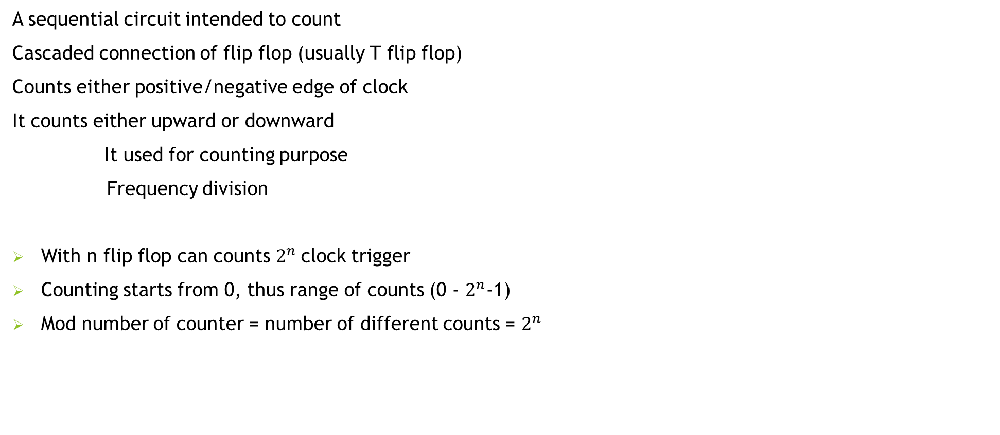 A sequential circuit intended to count
Cascaded connection of flip flop (usually T flip flop)
Counts either positive/negative edge of clock
It counts either upward or downward
It used for counting purpose
Frequency division
➢ With n flip flop can counts 2ⁿ clock trigger
➢ Counting starts from 0, thus range of counts (0 - 2ⁿ-1)
➢ Mod number of counter = number of different counts = 2ⁿ